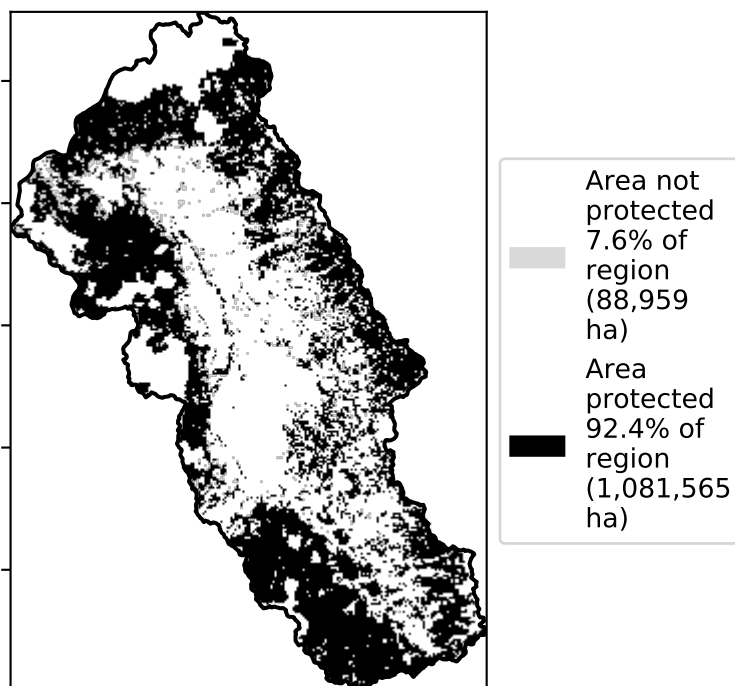 Area not
protected
7.6% of
region
(88,959
ha)
Area
protected
92.4% of
region
(1,081,565
ha)